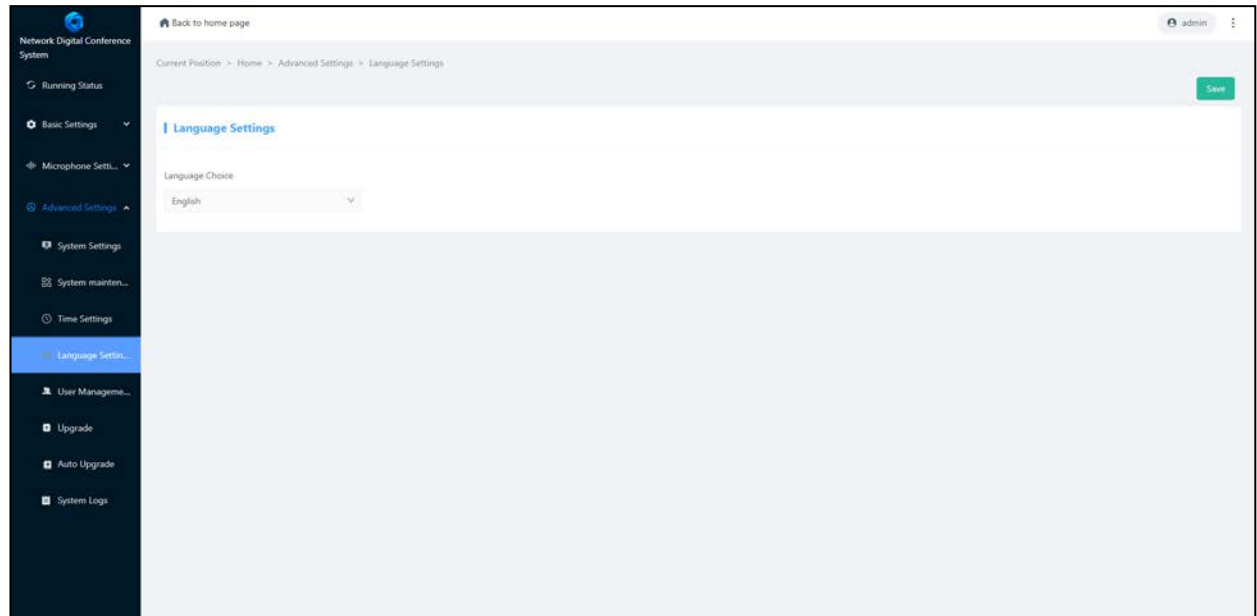 Network Digital Conference
System
Running Status
Basic Settings
Microphone Setti...
Advanced Settings
System Settings
System mainten...
Time Settings
Language Settin...
User Manageme...
Upgrade
Auto Upgrade
System Logs
Back to home page
admin
Current Position > Home > Advanced Settings > Language Settings
Save
Language Settings
Language Choice
English